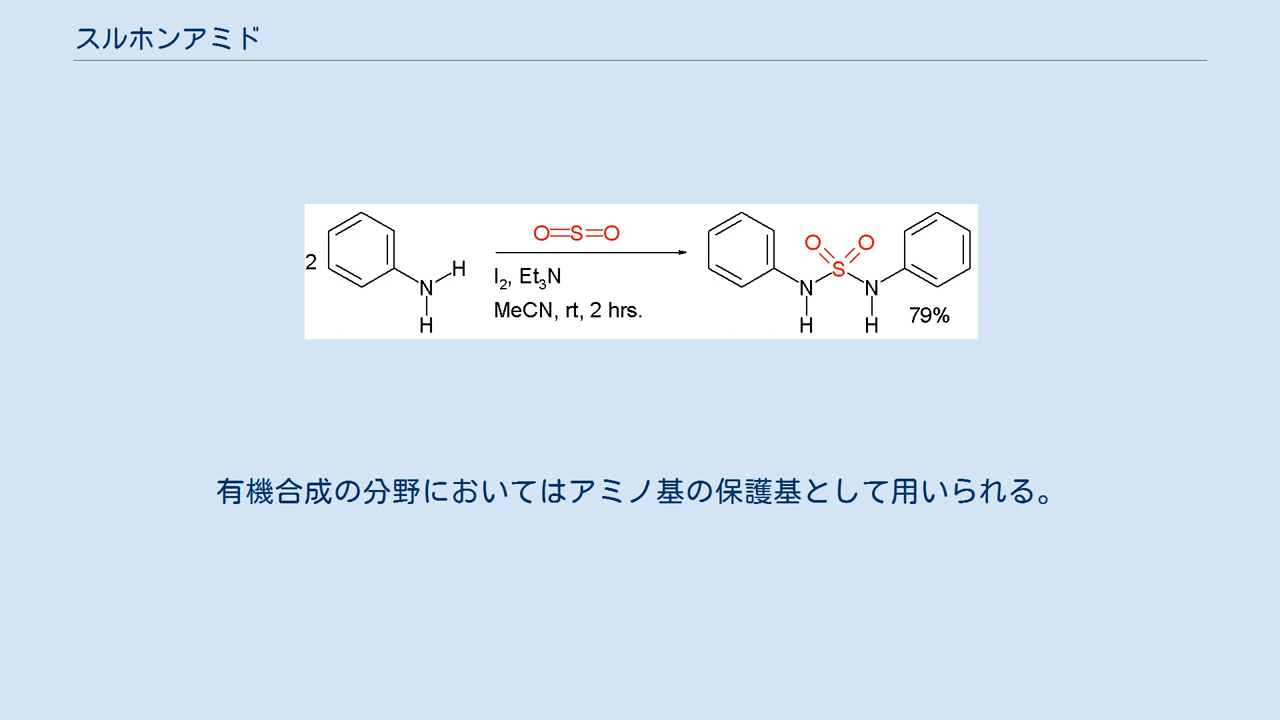 スルホンアミド
O=S=O
2
I2, Et3N
MeCN, rt, 2 hrs.
N H
H
O O
S
N N
H H
79%
有機合成の分野においてはアミノ基の保護基として用いられる。